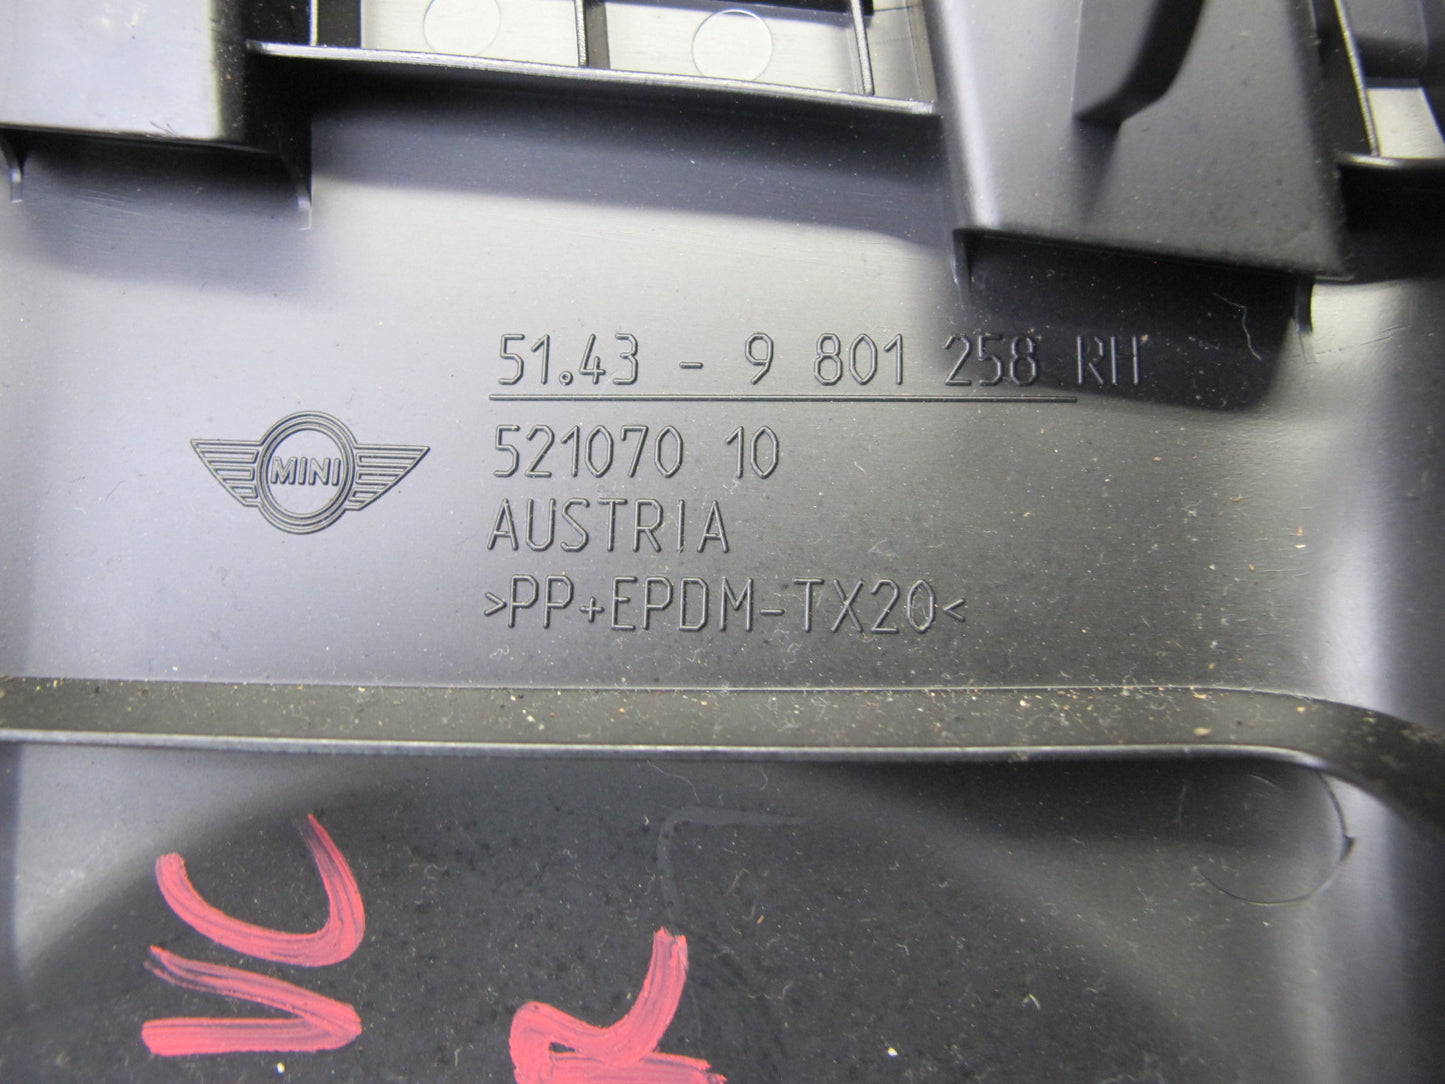 51.43 - 9 801 258 RH
MINI
521070 10
AUSTRIA
>PP+EPDM-TX20<